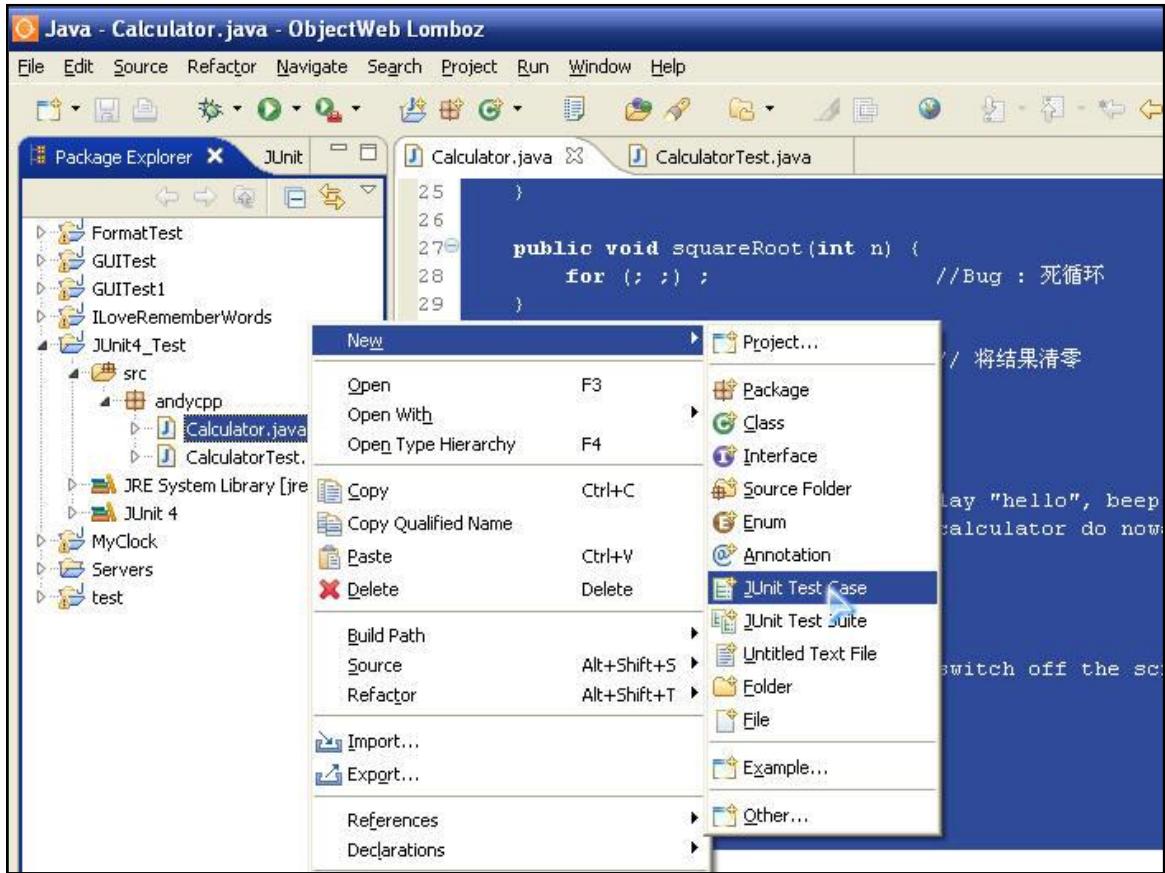 Java - Calculator.java - ObjectWeb Lomboz
File Edit Source Refactor Navigate Search Project Run Window Help
Package Explorer JUnit
Calculator.java CalculatorTest.java
FormatTest
GUITest
GUITest1
ILoveRememberWords
JUnit4_Test
src
andycpp
Calculator.java
CalculatorTest.
JRE System Library [jre
JUnit 4
MyClock
Servers
test
25 }
26
27 public void squareRoot(int n) {
28 for (; ;) ; //Bug : 死循环
29 }
/ 将结果清零
lay "hello", beep
calculator do now
switch off the sc
New
Open F3
Open With
Open Type Hierarchy F4
Copy Ctrl+C
Copy Qualified Name
Paste Ctrl+V
Delete Delete
Build Path
Source Alt+Shift+S
Refactor Alt+Shift+T
Import...
Export...
References
Declarations
Project...
Package
Class
Interface
Source Folder
Enum
Annotation
JUnit Test Case
JUnit Test Suite
Untitled Text File
Folder
File
Example...
Other...